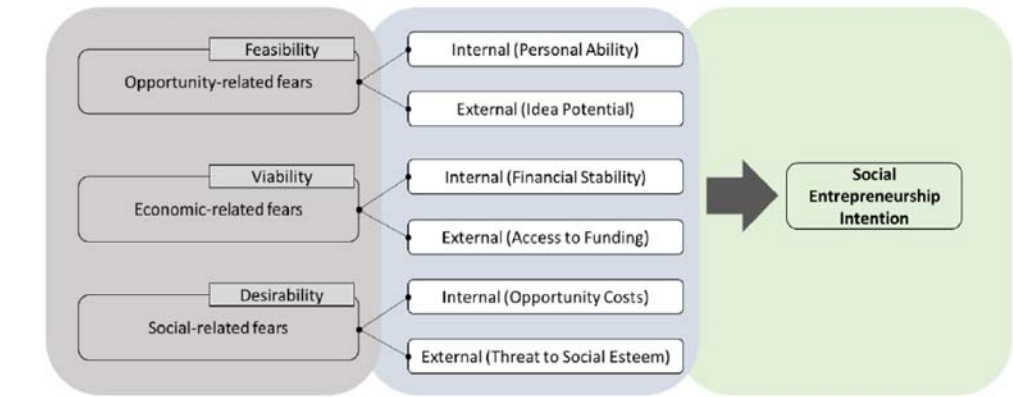 Feasibility
Opportunity-related fears
Internal (Personal Ability)
External (Idea Potential)
Viability
Economic-related fears
Internal (Financial Stability)
External (Access to Funding)
Desirability
Social-related fears
Internal (Opportunity Costs)
External (Threat to Social Esteem)
Social
Entrepreneurship
Intention